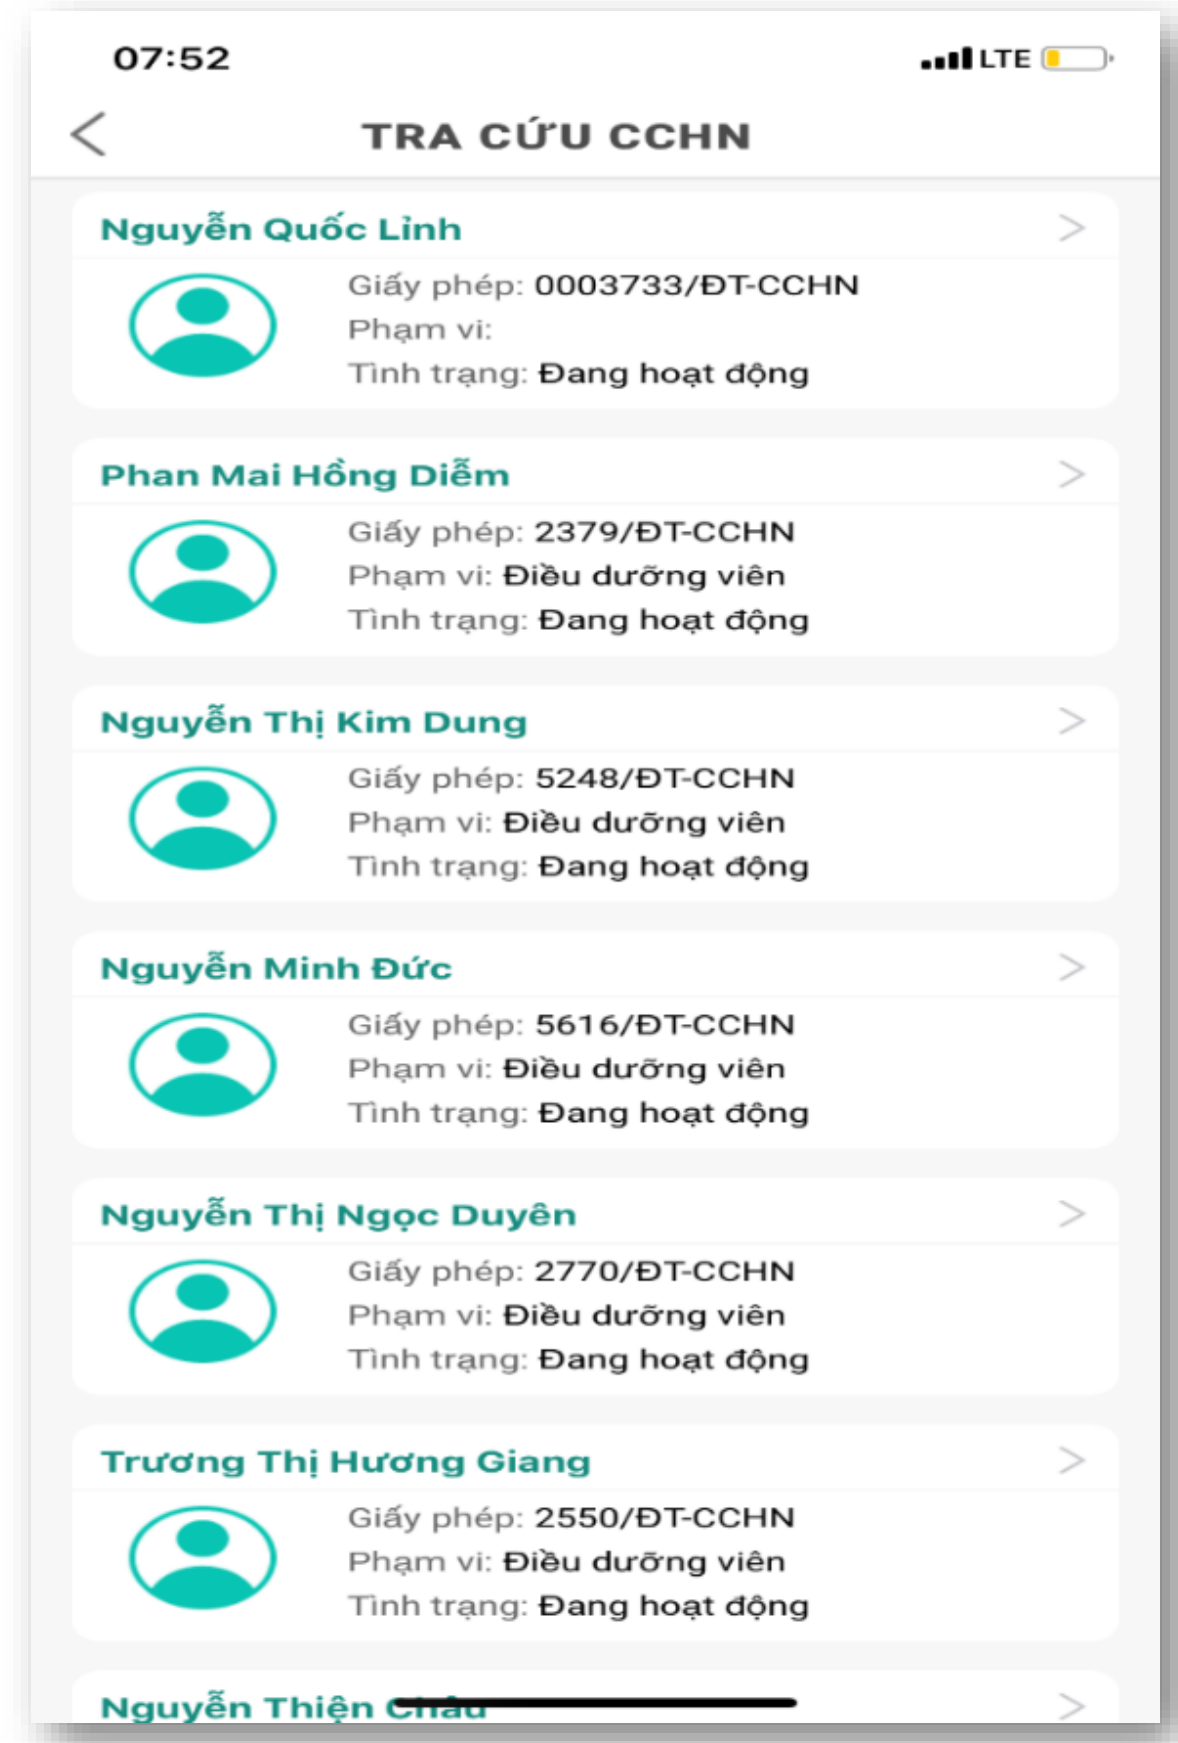 07:52
LTE
TRA CỨU CCHN
Nguyễn Quốc Lỉnh
Giấy phép: 0003733/ĐT-CCHN
Phạm vi:
Tình trạng: Đang hoạt động
Phan Mai Hồng Diễm
Giấy phép: 2379/ĐT-CCHN
Phạm vi: Điều dưỡng viên
Tình trạng: Đang hoạt động
Nguyễn Thị Kim Dung
Giấy phép: 5248/ĐT-CCHN
Phạm vi: Điều dưỡng viên
Tình trạng: Đang hoạt động
Nguyễn Minh Đức
Giấy phép: 5616/ĐT-CCHN
Phạm vi: Điều dưỡng viên
Tình trạng: Đang hoạt động
Nguyễn Thị Ngọc Duyên
Giấy phép: 2770/ĐT-CCHN
Phạm vi: Điều dưỡng viên
Tình trạng: Đang hoạt động
Trương Thị Hương Giang
Giấy phép: 2550/ĐT-CCHN
Phạm vi: Điều dưỡng viên
Tình trạng: Đang hoạt động
Nguyễn Thiện